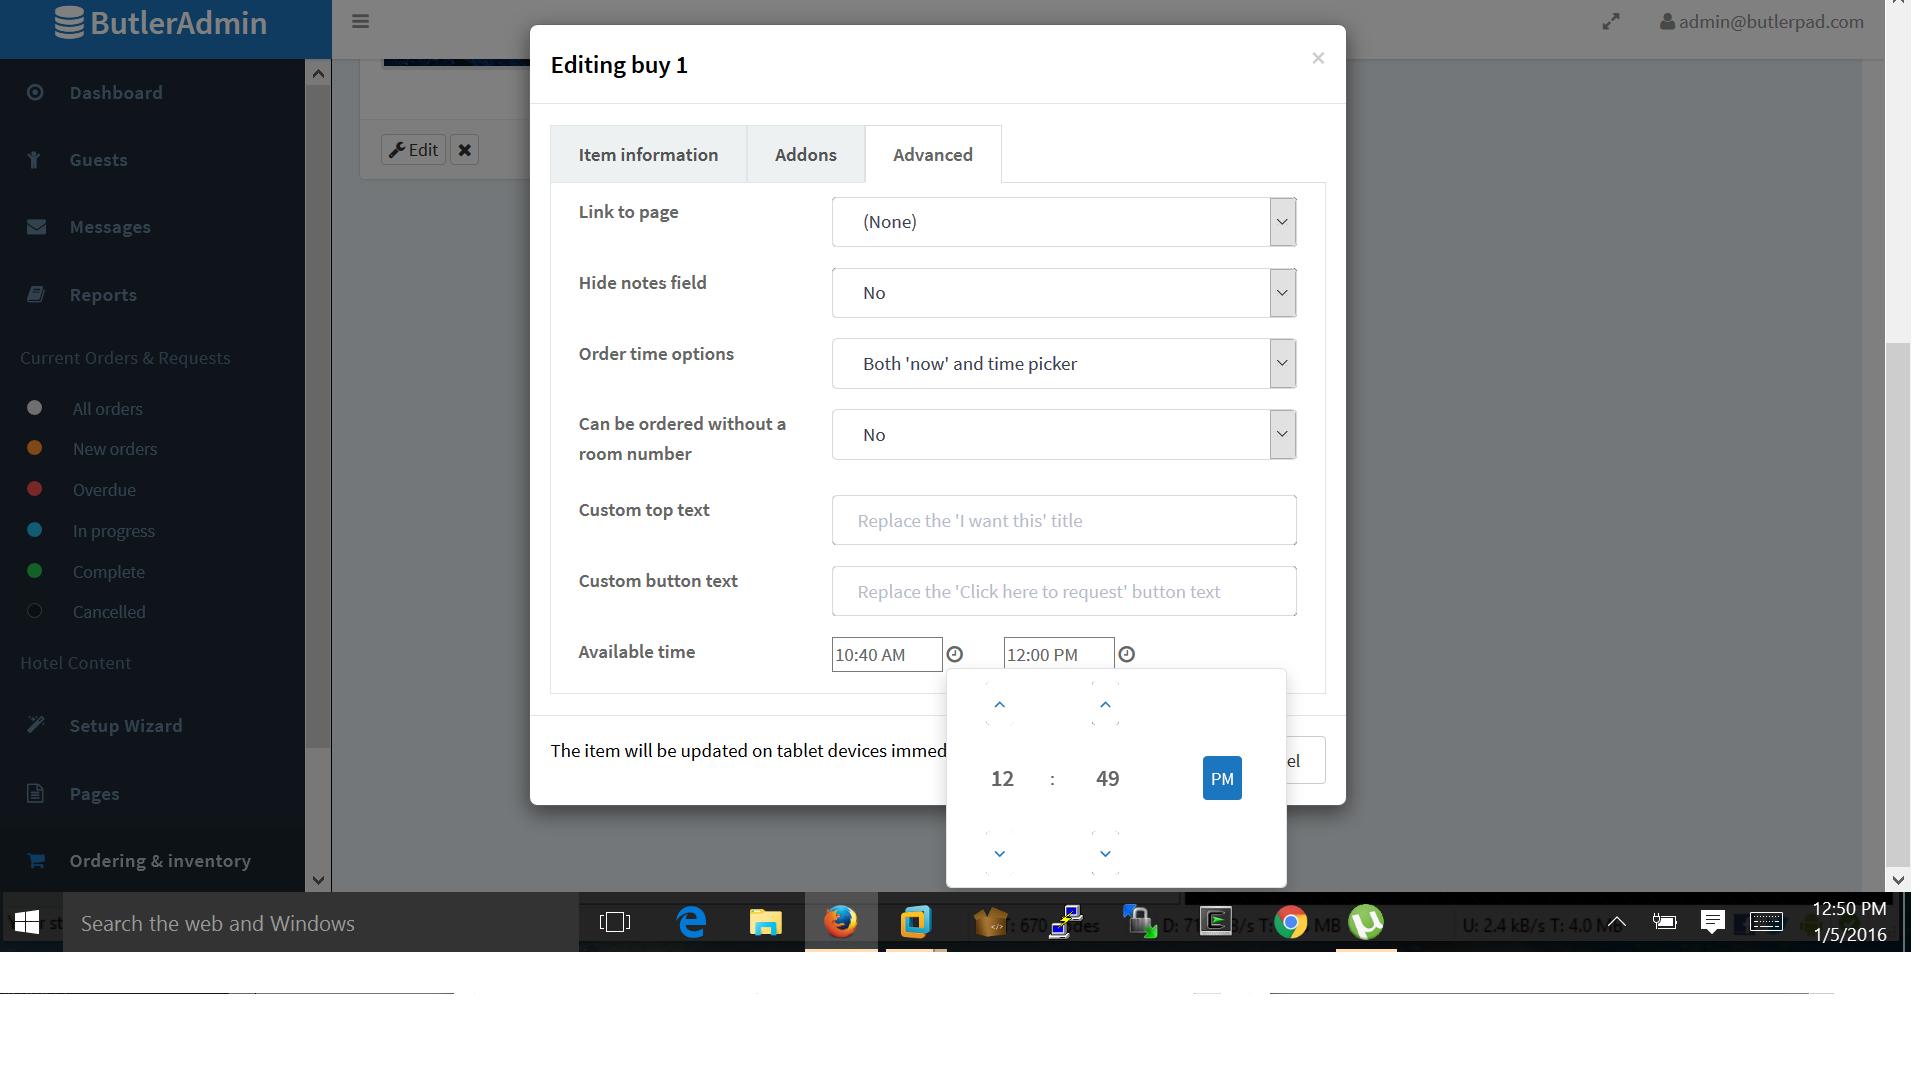 ButlerAdmin
admin@butlerpad.com
Dashboard
Guests
Messages
Reports
Current Orders & Requests
All orders
New orders
Overdue
In progress
Complete
Cancelled
Hotel Content
Setup Wizard
Pages
Ordering & inventory
Edit
Editing buy 1
×
Item information
Addons
Advanced
Link to page
(None)
Hide notes field
No
Order time options
Both 'now' and time picker
Can be ordered without a
room number
No
Custom top text
Replace the 'I want this' title
Custom button text
Replace the 'Click here to request' button text
Available time
10:40 AM
12:00 PM
12 : 49 PM
The item will be updated on tablet devices immed
el
Search the web and Windows
T: 670
des
D: 71
B/s T:
MB
U: 2.4 kB/s T: 4.0 MB
12:50 PM
1/5/2016